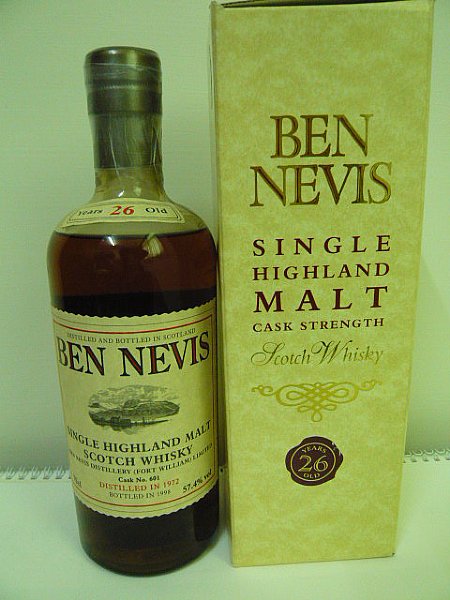 Years 26 Old
DISTILLED AND BOTTLED IN SCOTLAND
BEN NEVIS
SINGLE HIGHLAND MALT
SCOTCH WHISKY
NEVIS DISTILLERY (FORT WILLIAM) LIMITED
Cask No. 601
DISTILLED IN 1972
57.4% vol
BOTTLED IN 1998
BEN
NEVIS
SINGLE
HIGHLAND
MALT
CASK STRENGTH
Scotch Whisky
YEARS
26
OLD